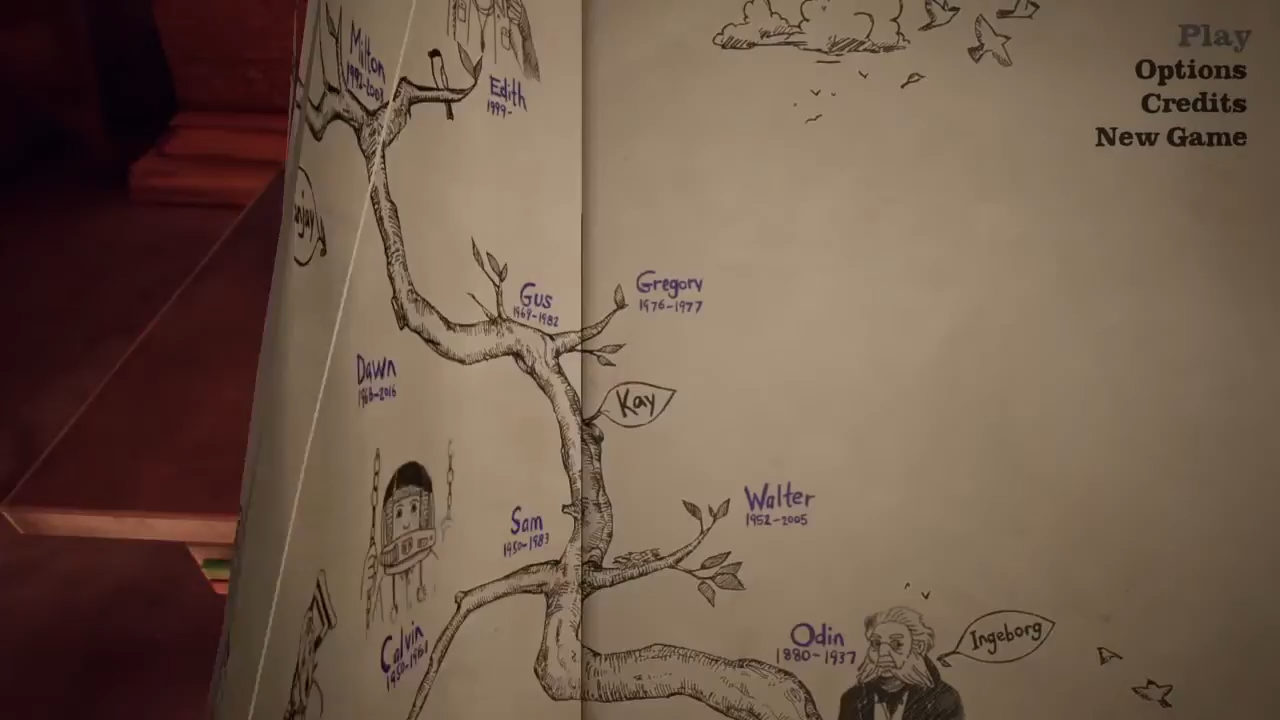 Milton
1992-2003
Edith
1999-
Play
Options
Credits
New Game
Gus
1969-1982
Gregory
1976-1977
Dawn
1968-2016
Kay
Sam
1950-1983
Walter
1952-2005
Calvin
1950-1961
Odin
1880-1937
Ingeborg